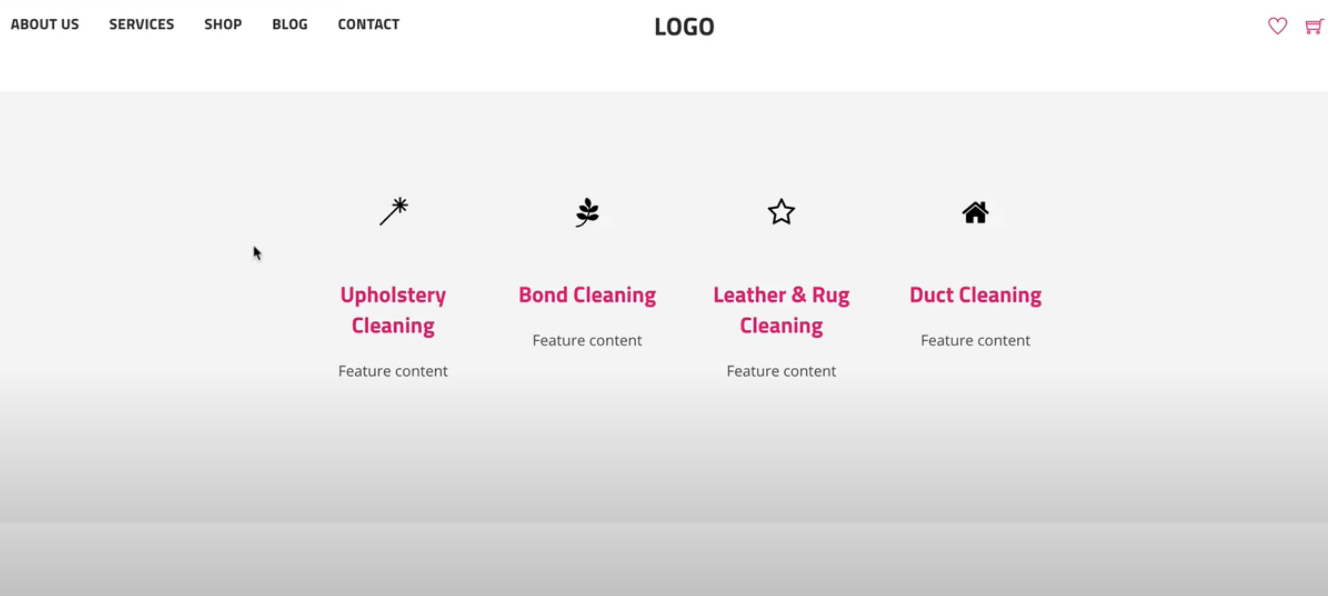 ABOUT US SERVICES SHOP BLOG CONTACT LOGO
Upholstery
Cleaning
Feature content
Bond Cleaning
Feature content
Leather & Rug
Cleaning
Feature content
Duct Cleaning
Feature content